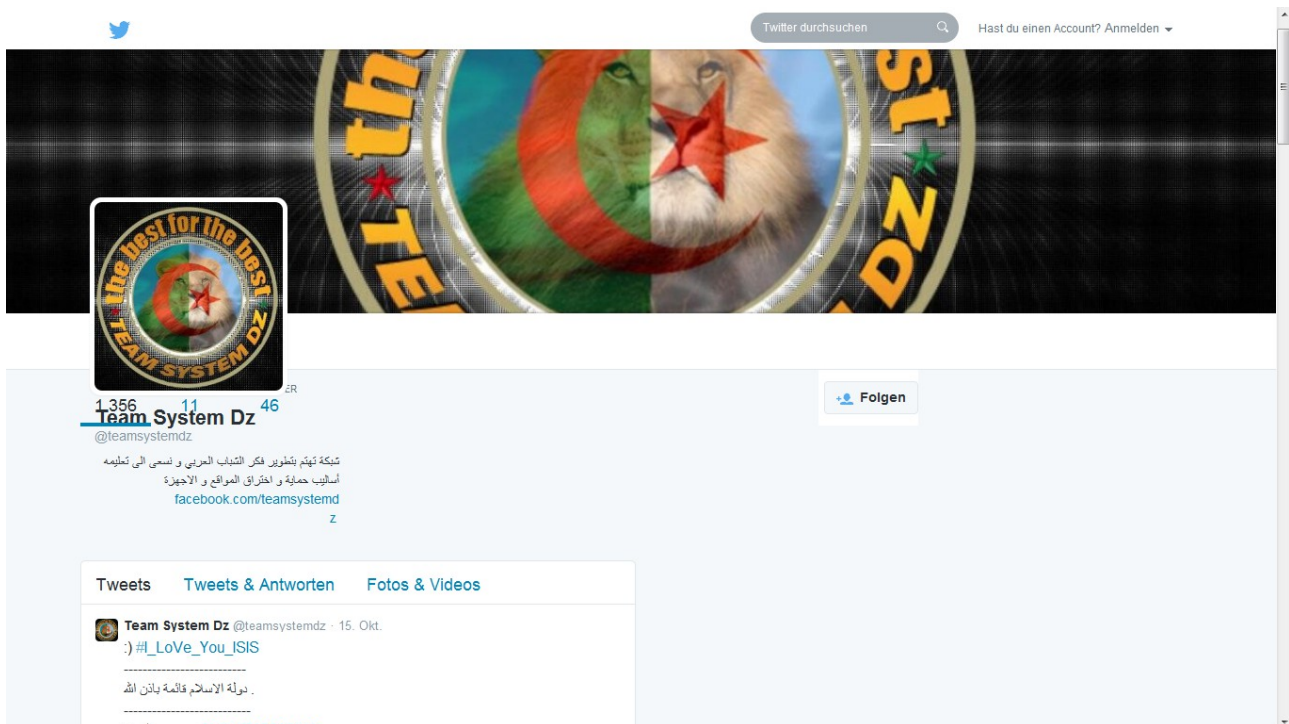 Twitter durchsuchen
Hast du einen Account? Anmelden
the best for the best
TEAM SYSTEM DZ
1.356 11 46
Folgen
Team System Dz
@teamsystemdz
شبكة تهتم بتطوير فكر الشباب العربي و نسعى الى تعليمه
أساليب حماية و اختراق المواقع و الاجهزة
facebook.com/teamsystemd
z
Tweets Tweets & Antworten Fotos & Videos
Team System Dz @teamsystemdz · 15. Okt.
:) #I_LoVe_You_ISIS
--------------------------
. دولة الاسلام قائمة باذن الله
---------------------------